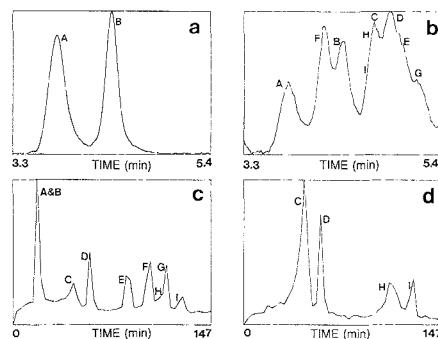 a
A
B
3.3 TIME (min) 5.4
b
A
F
B
C
H
I
D
E
G
3.3 TIME (min) 5.4
c
A&B
C
D
E
F
G
H
I
0 TIME (min) 147
d
C
D
H
I
0 TIME (min) 147